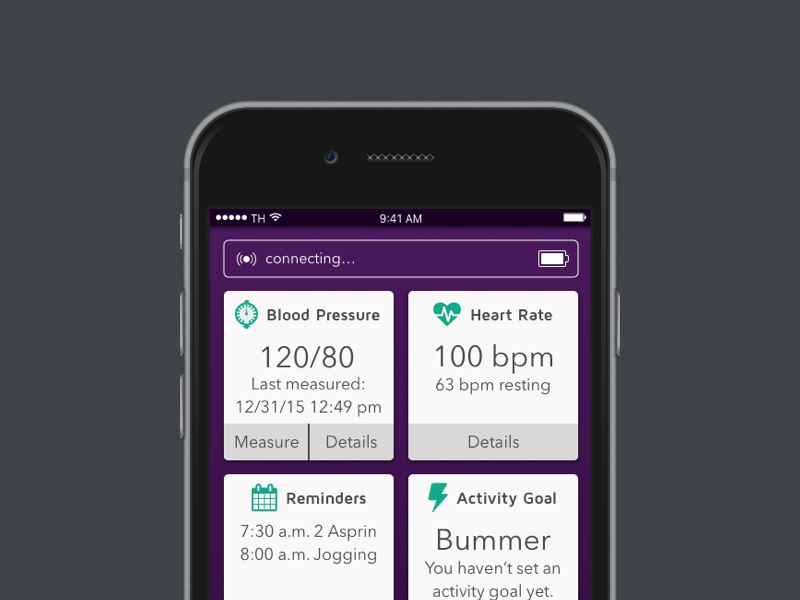 ●●●●● TH 9:41 AM
connecting...
Blood Pressure
120/80
Last measured:
12/31/15 12:49 pm
Measure Details
Heart Rate
100 bpm
63 bpm resting
Details
Reminders
7:30 a.m. 2 Asprin
8:00 a.m. Jogging
Activity Goal
Bummer
You haven’t set an
activity goal yet.